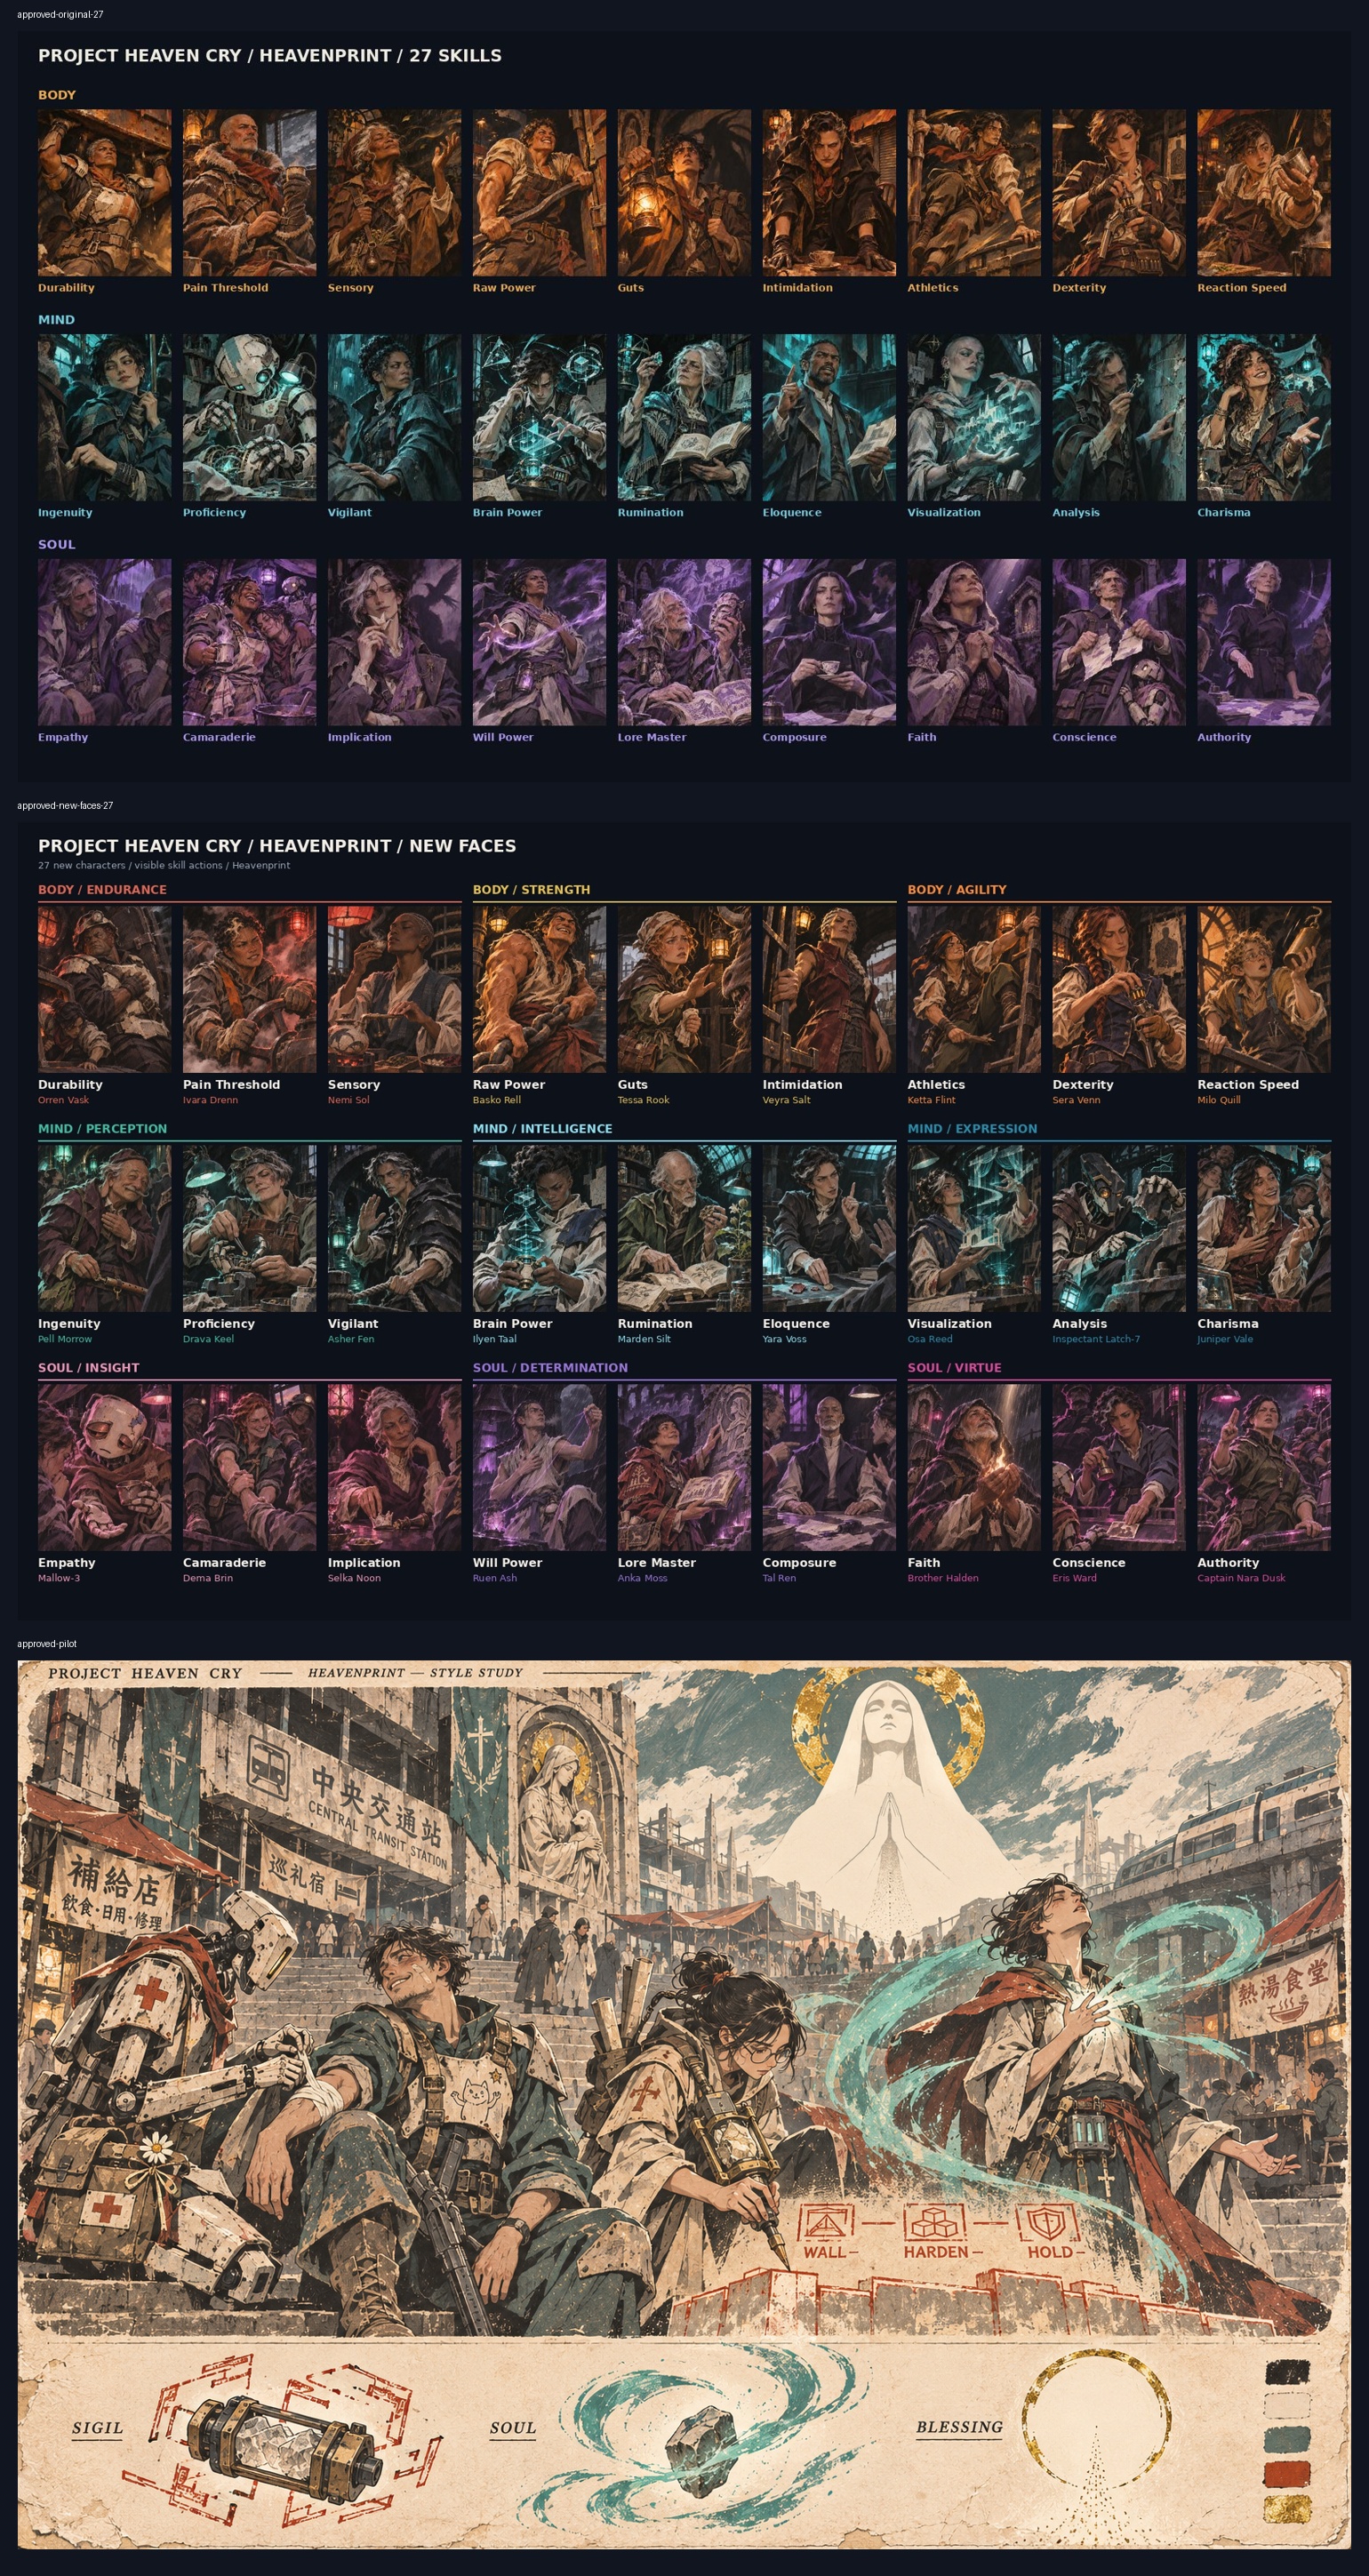 approved-original-27
PROJECT HEAVEN CRY / HEAVENPRINT / 27 SKILLS
BODY
Durability
Pain Threshold
Sensory
Raw Power
Guts
Intimidation
Athletics
Dexterity
Reaction Speed
MIND
Ingenuity
Proficiency
Vigilant
Brain Power
Rumination
Eloquence
Visualization
Analysis
Charisma
SOUL
Empathy
Camaraderie
Implication
Will Power
Lore Master
Composure
Faith
Conscience
Authority
approved-new-faces-27
PROJECT HEAVEN CRY / HEAVENPRINT / NEW FACES
27 new characters / visible skill actions / Heavenprint
BODY / ENDURANCE
BODY / STRENGTH
BODY / AGILITY
Durability
Orren Vask
Pain Threshold
Ivara Drenn
Sensory
Nemi Sol
Raw Power
Basko Rell
Guts
Tessa Rook
Intimidation
Veyra Salt
Athletics
Ketta Flint
Dexterity
Sera Venn
Reaction Speed
Milo Quill
MIND / PERCEPTION
MIND / INTELLIGENCE
MIND / EXPRESSION
Ingenuity
Pell Morrow
Proficiency
Drava Keel
Vigilant
Asher Fen
Brain Power
Ilyen Taal
Rumination
Marden Silt
Eloquence
Yara Voss
Visualization
Osa Reed
Analysis
Inspectant Latch-7
Charisma
Juniper Vale
SOUL / INSIGHT
SOUL / DETERMINATION
SOUL / VIRTUE
Empathy
Mallow-3
Camaraderie
Dema Brin
Implication
Selka Noon
Will Power
Ruen Ash
Lore Master
Anka Moss
Composure
Tal Ren
Faith
Brother Halden
Conscience
Eris Ward
Authority
Captain Nara Dusk
approved-pilot
PROJECT HEAVEN CRY — HEAVENPRINT — STYLE STUDY
中央交通站
CENTRAL TRANSIT STATION
巡礼宿
補給店
飲食·日用·修理
熱湯食堂
WALL— HARDEN— HOLD—
SIGIL
SOUL
BLESSING